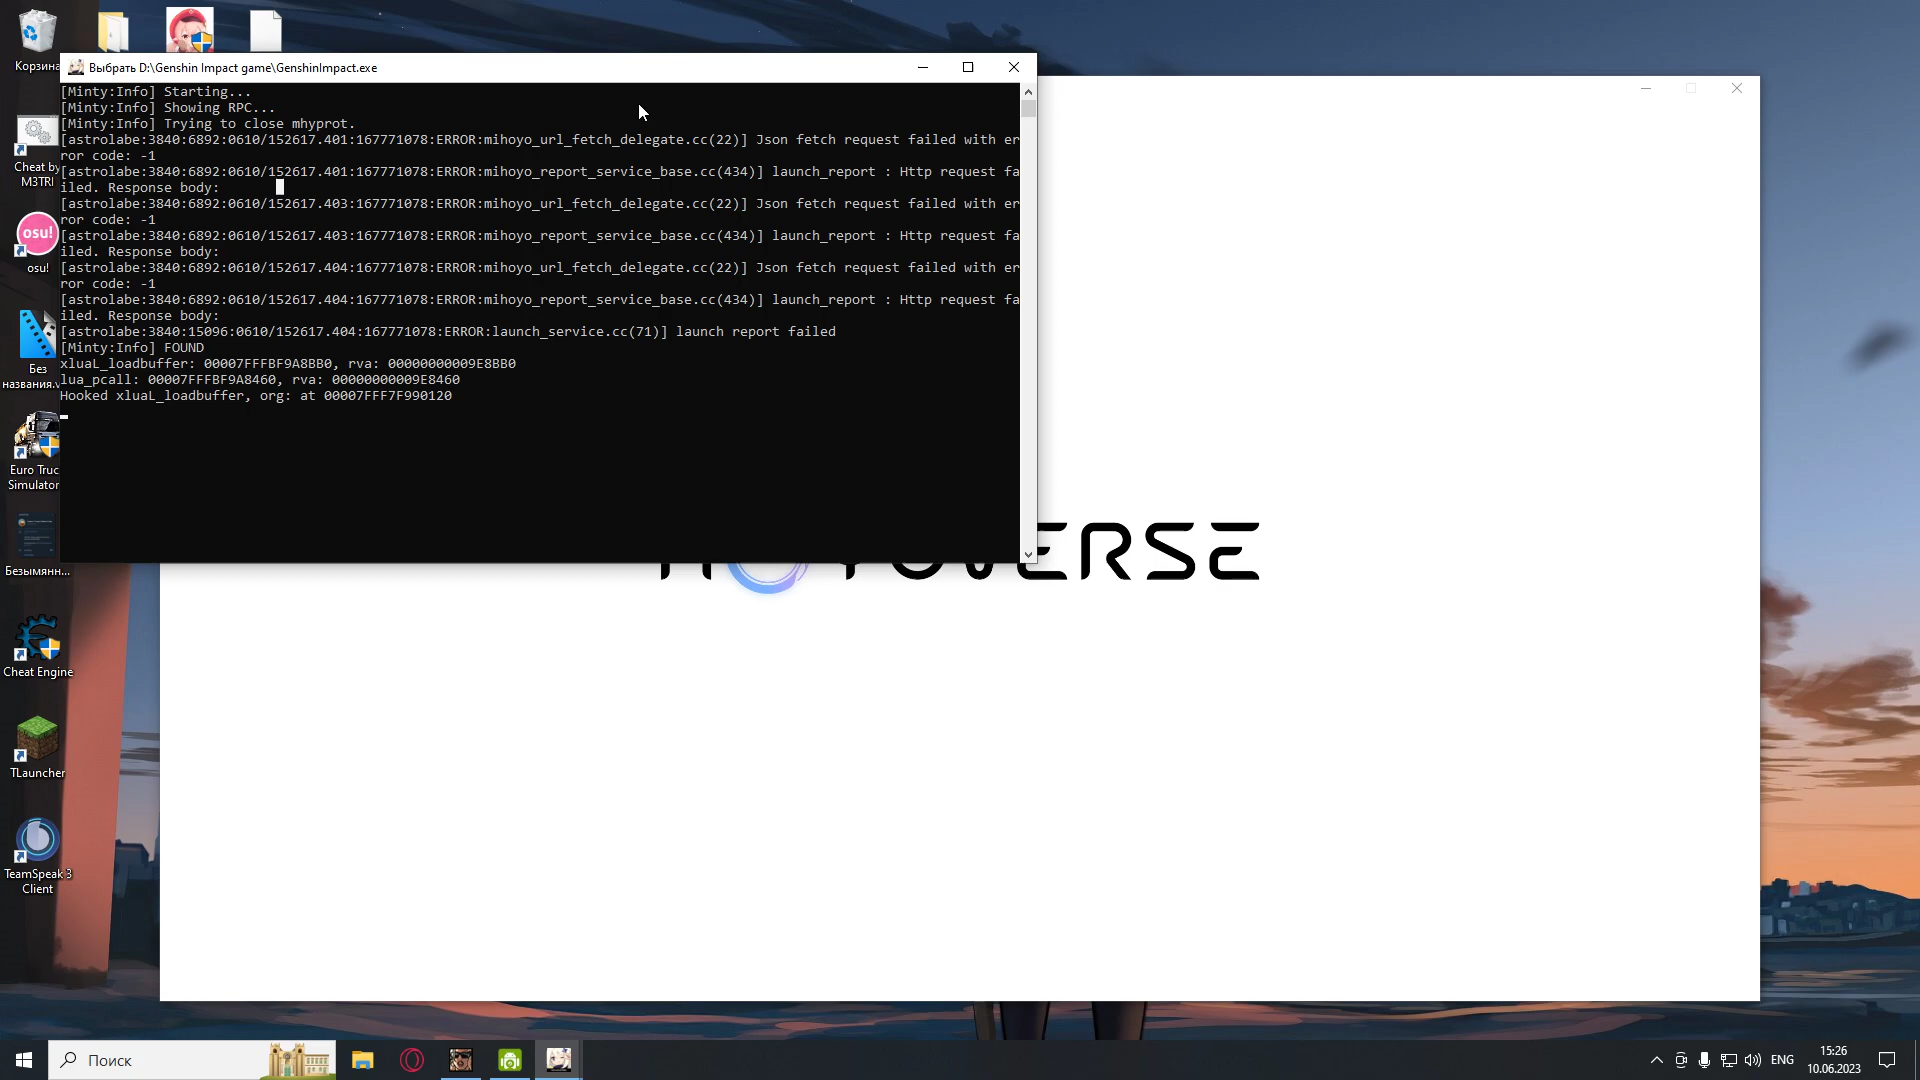 Корзина
Выбрать D:\Genshin Impact game\GenshinImpact.exe
[Minty:Info] Starting...
[Minty:Info] Showing RPC...
[Minty:Info] Trying to close mhyprot.
[astrolabe:3840:6892:0610/152617.401:167771078:ERROR:mihoyo_url_fetch_delegate.cc(22)] Json fetch request failed with er
ror code: -1
[astrolabe:3840:6892:0610/152617.401:167771078:ERROR:mihoyo_report_service_base.cc(434)] launch_report : Http request fa
iled. Response body:
[astrolabe:3840:6892:0610/152617.403:167771078:ERROR:mihoyo_url_fetch_delegate.cc(22)] Json fetch request failed with er
ror code: -1
[astrolabe:3840:6892:0610/152617.403:167771078:ERROR:mihoyo_report_service_base.cc(434)] launch_report : Http request fa
iled. Response body:
[astrolabe:3840:6892:0610/152617.404:167771078:ERROR:mihoyo_url_fetch_delegate.cc(22)] Json fetch request failed with er
ror code: -1
[astrolabe:3840:6892:0610/152617.404:167771078:ERROR:mihoyo_report_service_base.cc(434)] launch_report : Http request fa
iled. Response body:
[astrolabe:3840:15096:0610/152617.404:167771078:ERROR:launch_service.cc(71)] launch report failed
[Minty:Info] FOUND
xluaL_loadbuffer: 00007FFFBF9A8BB0, rva: 00000000009E8BB0
lua_pcall: 00007FFFBF9A8460, rva: 00000000009E8460
Hooked xluaL_loadbuffer, org: at 00007FFF7F990120
Cheat by
M3TRI
osu!
osu!
Без
названия.v
Euro Truc
Simulator
Безымянн...
Cheat Engine
TLauncher
TeamSpeak 3
Client
HOYOVERSE
Поиск
ENG
15:26
10.06.2023